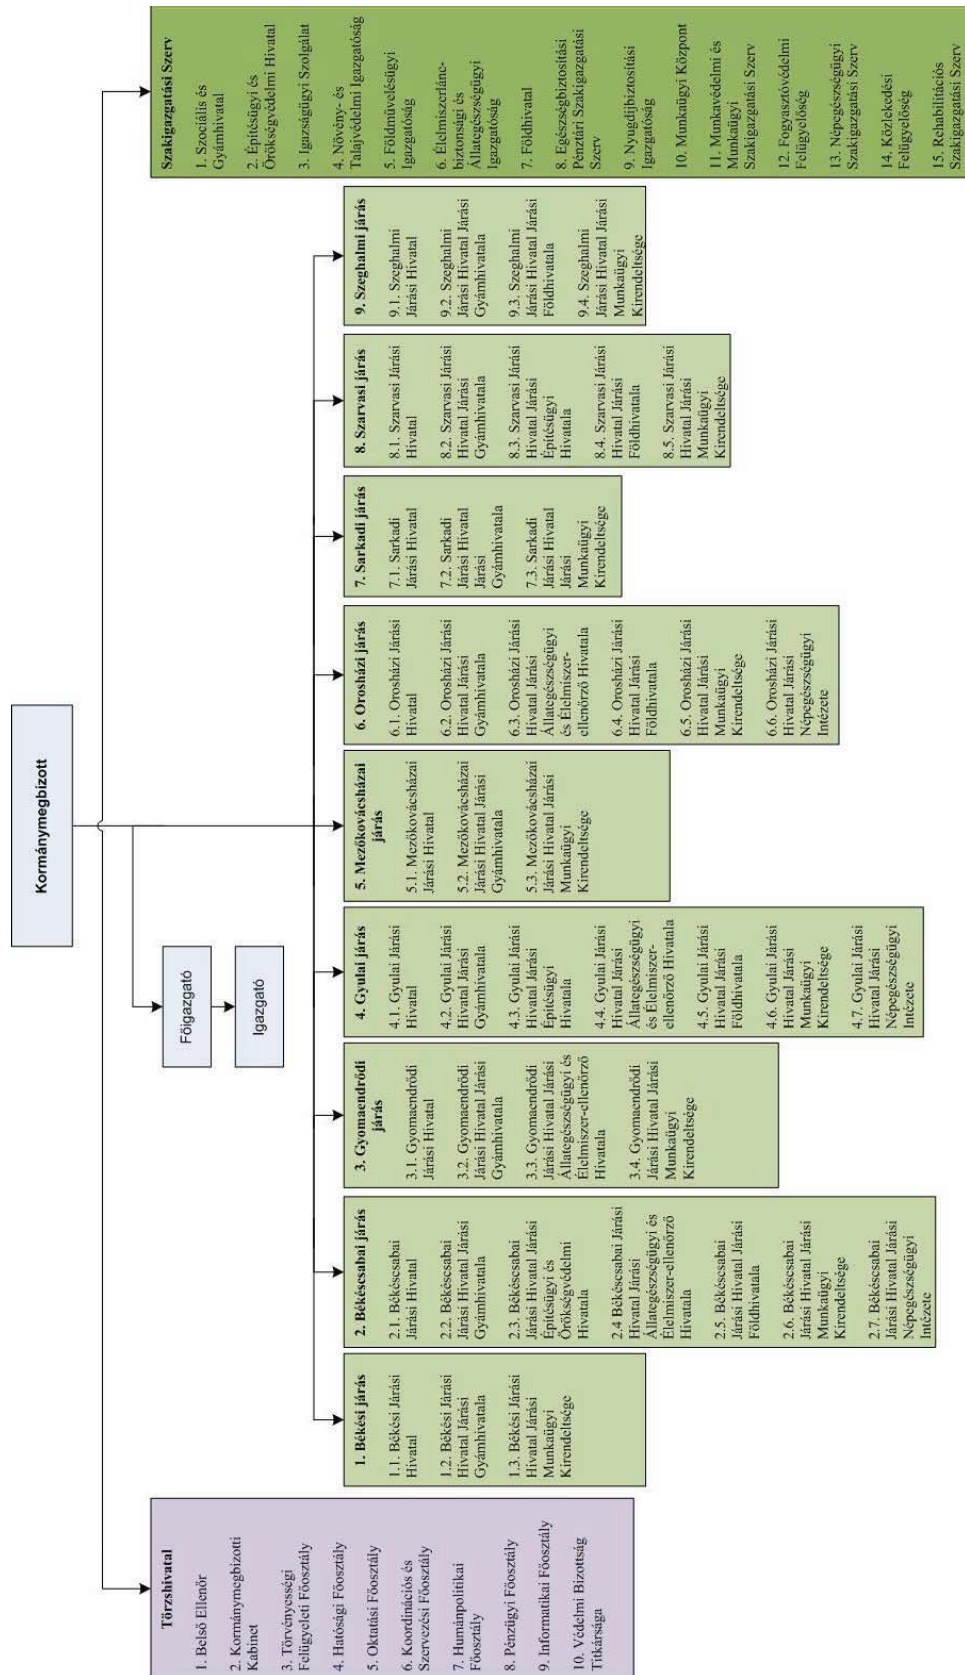 Kormánymegbízott
Főigazgató
Igazgató
Törzshivatal
1. Belső Ellenőr
2. Kormánymegbízotti
Kabinet
3. Törvényességi
Felügyeleti Főosztály
4. Hatósági Főosztály
5. Oktatási Főosztály
6. Koordinációs és
Szervezési Főosztály
7. Humánpolitikai
Főosztály
8. Pénzügyi Főosztály
9. Informatikai Főosztály
10. Védelmi Bizottság
Titkársága
1. Békési járás
1.1. Békési Járási
Hivatal
1.2. Békési Járási
Hivatal Járási
Gyámhivatala
1.3. Békési Járási
Hivatal Járási
Munkaügyi
Kirendeltsége
2. Békéscsabai járás
2.1. Békéscsabai
Járási Hivatal
2.2. Békéscsabai
Járási Hivatal Járási
Gyámhivatala
2.3. Békéscsabai
Járási Hivatal Járási
Építésügyi és
Örökségvédelmi
Hivatala
2.4 Békéscsabai Járási
Hivatal Járási
Állategészségügyi és
Élelmiszer-ellenőrző
Hivatala
2.5. Békéscsabai
Járási Hivatal Járási
Földhivatala
2.6. Békéscsabai
Járási Hivatal Járási
Munkaügyi
Kirendeltsége
2.7. Békéscsabai
Járási Hivatal Járási
Népegészségügyi
Intézete
3. Gyomaendrődi
járás
3.1. Gyomaendrődi
Járási Hivatal
3.2. Gyomaendrődi
Járási Hivatal Járási
Gyámhivatala
3.3. Gyomaendrődi
Járási Hivatal Járási
Állategészségügyi és
Élelmiszer-ellenőrző
Hivatala
3.4. Gyomaendrődi
Járási Hivatal Járási
Munkaügyi
Kirendeltsége
4. Gyulai járás
4.1. Gyulai Járási
Hivatal
4.2. Gyulai Járási
Hivatal Járási
Gyámhivatala
4.3. Gyulai Járási
Hivatal Járási
Építésügyi
Hivatala
4.4. Gyulai Járási
Hivatal Járási
Állategészségügyi
és Élelmiszer-
ellenőrző Hivatala
4.5. Gyulai Járási
Hivatal Járási
Földhivatala
4.6. Gyulai Járási
Hivatal Járási
Munkaügyi
Kirendeltsége
4.7. Gyulai Járási
Hivatal Járási
Népegészségügyi
Intézete
5. Mezőkovácsházai
járás
5.1. Mezőkovácsházai
Járási Hivatal
5.2. Mezőkovácsházai
Járási Hivatal Járási
Gyámhivatala
5.3. Mezőkovácsházai
Járási Hivatal Járási
Munkaügyi
Kirendeltsége
6. Orosházi járás
6.1. Orosházi Járási
Hivatal
6.2. Orosházi Járási
Hivatal Járási
Gyámhivatala
6.3. Orosházi Járási
Hivatal Járási
Állategészségügyi
és Élelmiszer-
ellenőrző Hivatala
6.4. Orosházi Járási
Hivatal Járási
Földhivatala
6.5. Orosházi Járási
Hivatal Járási
Munkaügyi
Kirendeltsége
6.6. Orosházi Járási
Hivatal Járási
Népegészségügyi
Intézete
7. Sarkadi járás
7.1. Sarkadi
Járási Hivatal
7.2. Sarkadi
Járási Hivatal
Járási
Gyámhivatala
7.3. Sarkadi
Járási Hivatal
Járási
Munkaügyi
Kirendeltsége
8. Szarvasi járás
8.1. Szarvasi Járási
Hivatal
8.2. Szarvasi Járási
Hivatal Járási
Gyámhivatala
8.3. Szarvasi Járási
Hivatal Járási
Építésügyi
Hivatala
8.4. Szarvasi Járási
Hivatal Járási
Földhivatala
8.5. Szarvasi Járási
Hivatal Járási
Munkaügyi
Kirendeltsége
9. Szeghalmi járás
9.1. Szeghalmi
Járási Hivatal
9.2. Szeghalmi
Járási Hivatal Járási
Gyámhivatala
9.3. Szeghalmi
Járási Hivatal Járási
Földhivatala
9.4. Szeghalmi
Járási Hivatal Járási
Munkaügyi
Kirendeltsége
Szakigazgatási Szerv
1. Szociális és
Gyámhivatal
2. Építésügyi és
Örökségvédelmi Hivatal
3. Igazságügyi Szolgálat
4. Növény- és
Talajvédelmi Igazgatóság
5. Földművelésügyi
Igazgatóság
6. Élelmiszerlánc-
biztonsági és
Állategészségügyi
Igazgatóság
7. Földhivatal
8. Egészségbiztosítási
Pénztári Szakigazgatási
Szerv
9. Nyugdíjbiztosítási
Igazgatóság
10. Munkaügyi Központ
11. Munkavédelmi és
Munkaügyi
Szakigazgatási Szerv
12. Fogyasztóvédelmi
Felügyelőség
13. Népegészségügyi
Szakigazgatási Szerv
14. Közlekedési
Felügyelőség
15. Rehabilitációs
Szakigazgatási Szerv